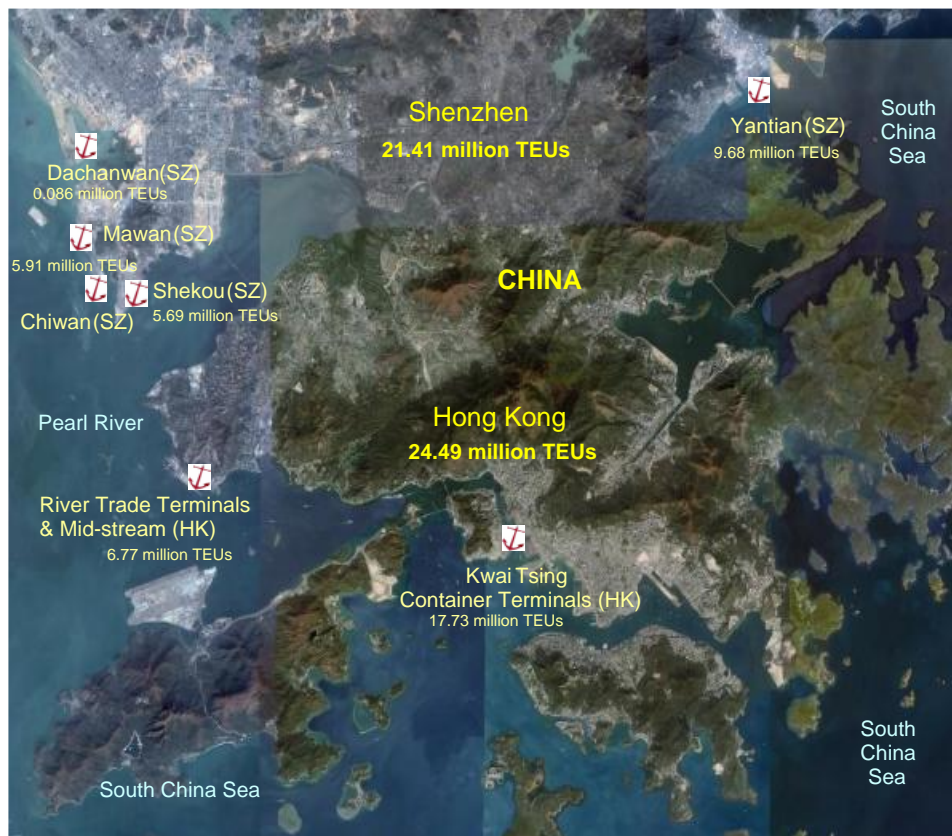 Shenzhen
21.41 million TEUs
Yantian (SZ)
9.68 million TEUs
South
China
Sea
Dachanwan (SZ)
0.086 million TEUs
Mawan (SZ)
5.91 million TEUs
Shekou (SZ)
5.69 million TEUs
Chiwan (SZ)
CHINA
Pearl River
Hong Kong
24.49 million TEUs
River Trade Terminals
& Mid-stream (HK)
6.77 million TEUs
Kwai Tsing
Container Terminals (HK)
17.73 million TEUs
South China Sea
South
China
Sea